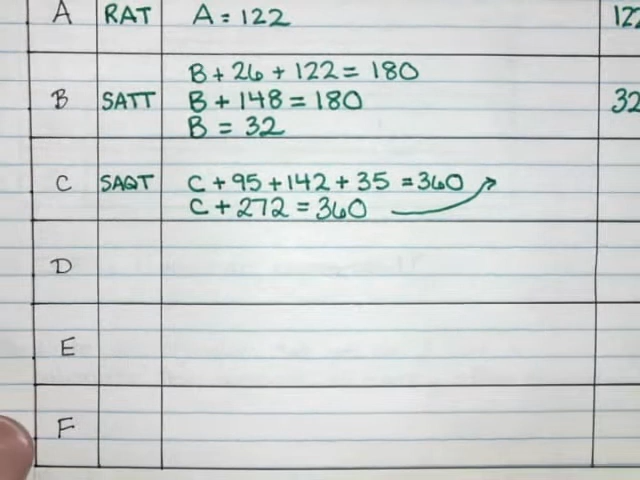 A RAT A = 122 122
B + 26 + 122 = 180
B SATT B + 148 = 180 32
B = 32
C SAQT C + 95 + 142 + 35 = 360
C + 272 = 360
D
E
F